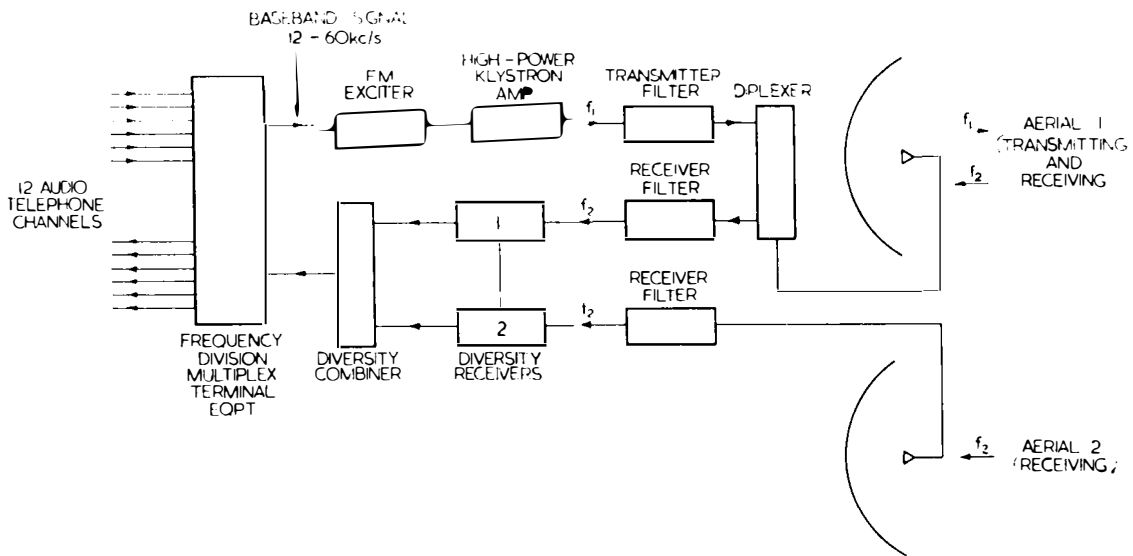 BASEBAND SIGNAL
12 - 60kc/s
FM
EXCITER
HIGH - POWER
KLYSTRON
AMP
f1
TRANSMITTER
FILTER
DIPLEXER
f1
f2
AERIAL 1
(TRANSMITTING
AND
RECEIVING
12 AUDIO
TELEPHONE
CHANNELS
RECEIVER
FILTER
1
f2
RECEIVER
FILTER
2
f2
FREQUENCY
DIVISION
MULTIPLEX
TERMINAL
EQPT
DIVERSITY
COMBINER
DIVERSITY
RECEIVERS
f2
AERIAL 2
(RECEIVING)